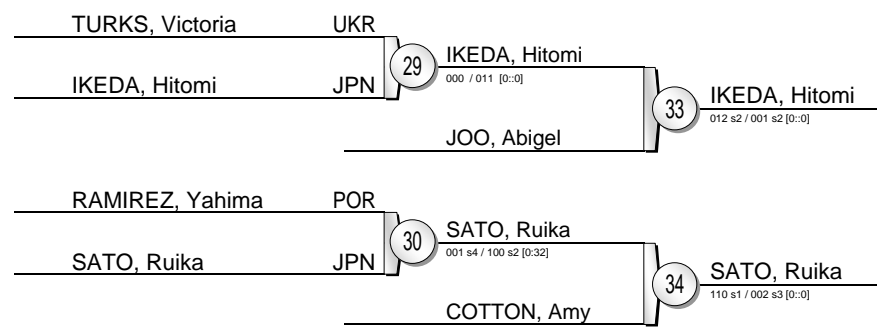 TURKS, Victoria UKR
IKEDA, Hitomi JPN
29
IKEDA, Hitomi
000 / 011 [0::0]
JOO, Abigel
33
IKEDA, Hitomi
012 s2 / 001 s2 [0::0]
RAMIREZ, Yahima POR
SATO, Ruika JPN
30
SATO, Ruika
001 s4 / 100 s2 [0:32]
COTTON, Amy
34
SATO, Ruika
110 s1 / 002 s3 [0::0]